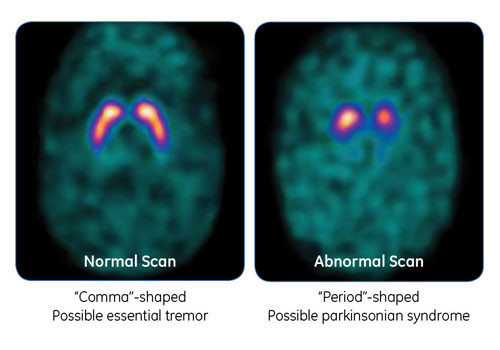 Normal Scan
"Comma"-shaped
Possible essential tremor
Abnormal Scan
"Period"-shaped
Possible parkinsonian syndrome